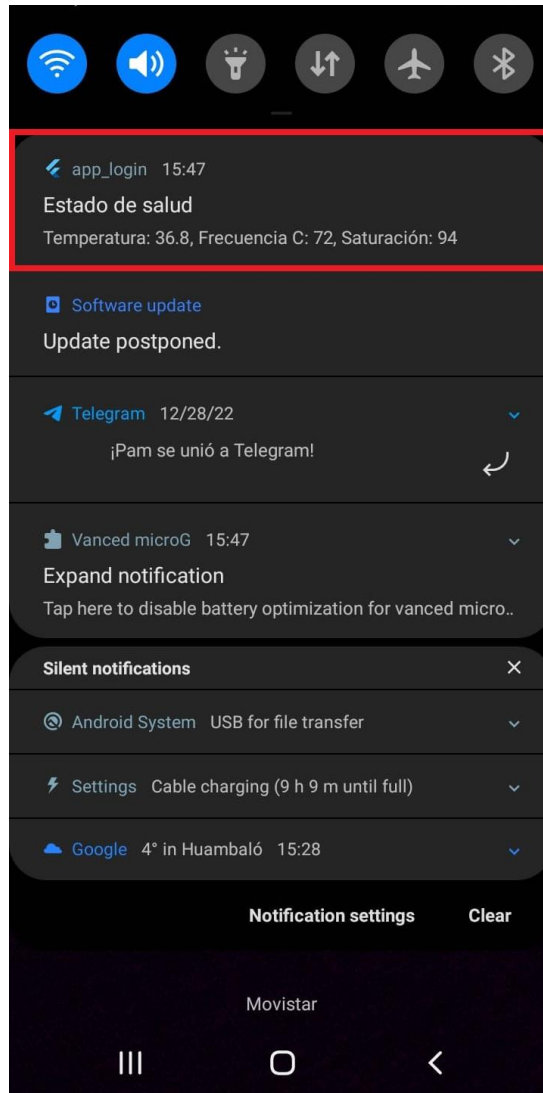 app_login 15:47
Estado de salud
Temperatura: 36.8, Frecuencia C: 72, Saturación: 94
Software update
Update postponed.
Telegram 12/28/22
¡Pam se unió a Telegram!
Vanced microG 15:47
Expand notification
Tap here to disable battery optimization for vanced micro..
Silent notifications
Android System USB for file transfer
Settings Cable charging (9 h 9 m until full)
Google 4° in Huambaló 15:28
Notification settings Clear
Movistar